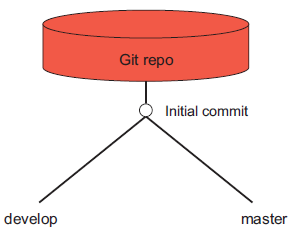 Git repo
Initial commit
develop
master